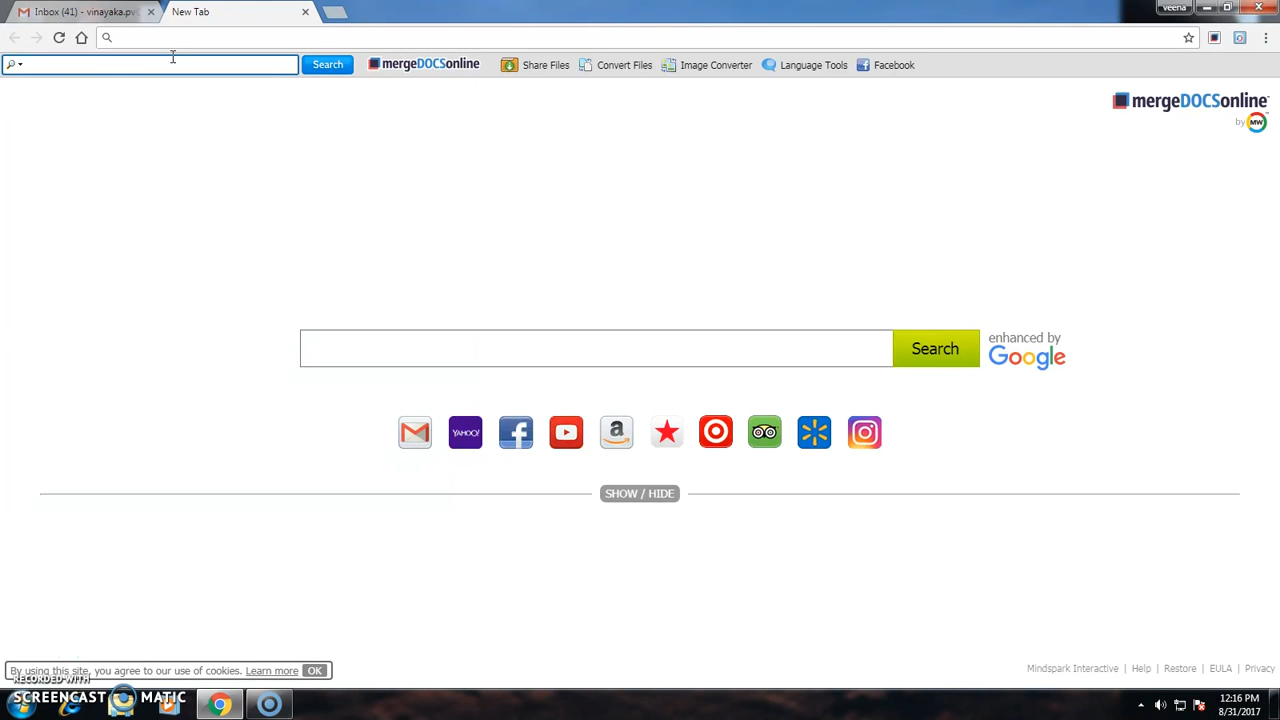 Inbox (41) - vinayaka.pv
New Tab
veena
Search
mergeDOCSonline
Share Files
Convert Files
Image Converter
Language Tools
Facebook
mergeDOCSonline
by MW
Search
enhanced by
Google
YAHOO!
SHOW / HIDE
By using this site, you agree to our use of cookies. Learn more OK
Mindspark Interactive | Help | Restore | EULA | Privacy
RECORDED WITH
SCREENCAST MATIC
12:16 PM
8/31/2017